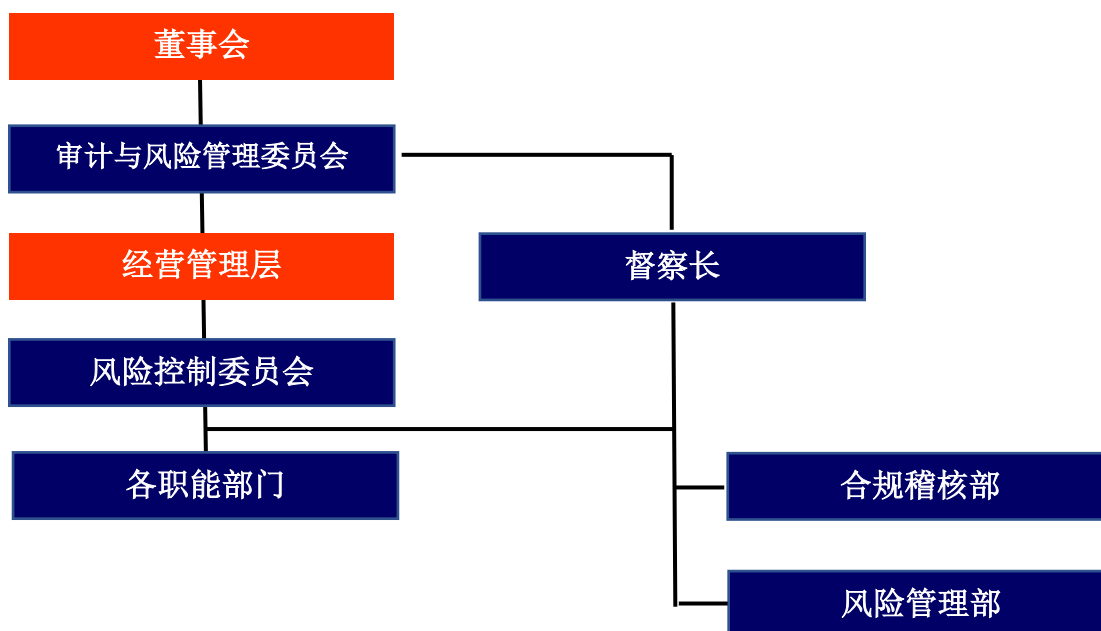 董事会
审计与风险管理委员会
经营管理层
督察长
风险控制委员会
各职能部门
合规稽核部
风险管理部